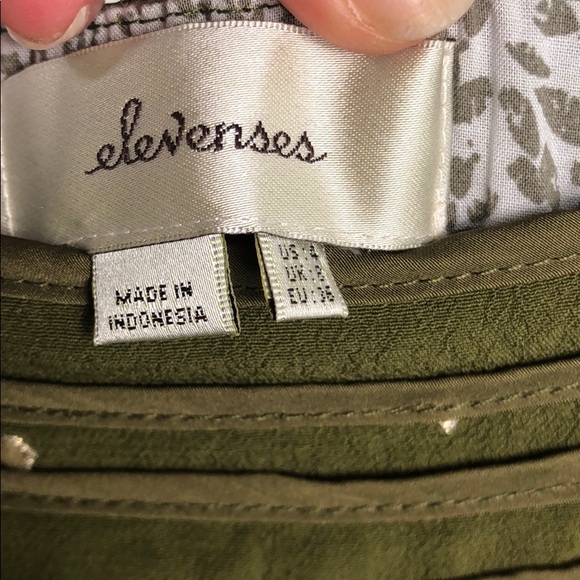 elevenses
MADE IN
INDONESIA
US: 4
UK: 8
EU: 36